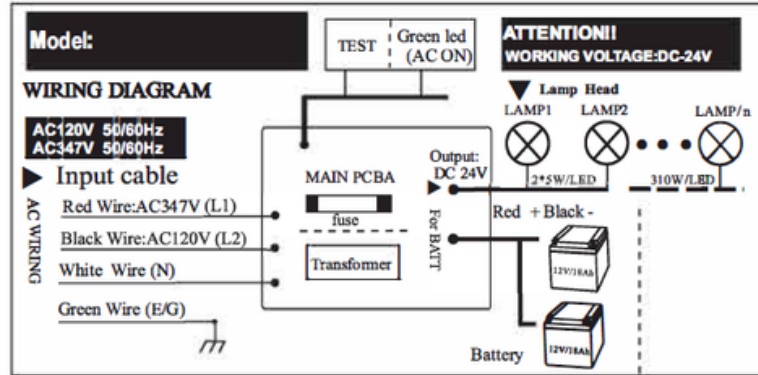 Model:
TEST
Green led
(AC ON)
ATTENTION!!
WORKING VOLTAGE:DC-24V
WIRING DIAGRAM
Lamp Head
LAMP1
LAMP2
LAMP/n
AC120V 50/60Hz
AC347V 50/60Hz
Input cable
AC WIRING
Red Wire:AC347V (L1)
Black Wire:AC120V (L2)
White Wire (N)
Green Wire (E/G)
MAIN PCBA
fuse
Transformer
Output:
DC 24V
For BATT
2*5W/LED
310W/LED
Red + Black -
12V/18Ah
12V/18Ah
Battery